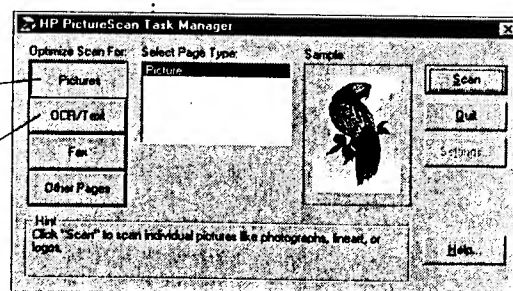 HP PictureScan Task Manager
Optimize Scan For:
Select Page Type:
Sample
Pictures
Picture
Scan
OCR/Text
Quit
Fax
Settings...
Other Pages
Hint
Click "Scan" to scan individual pictures like photographs, lineart, or
logos.
Help...